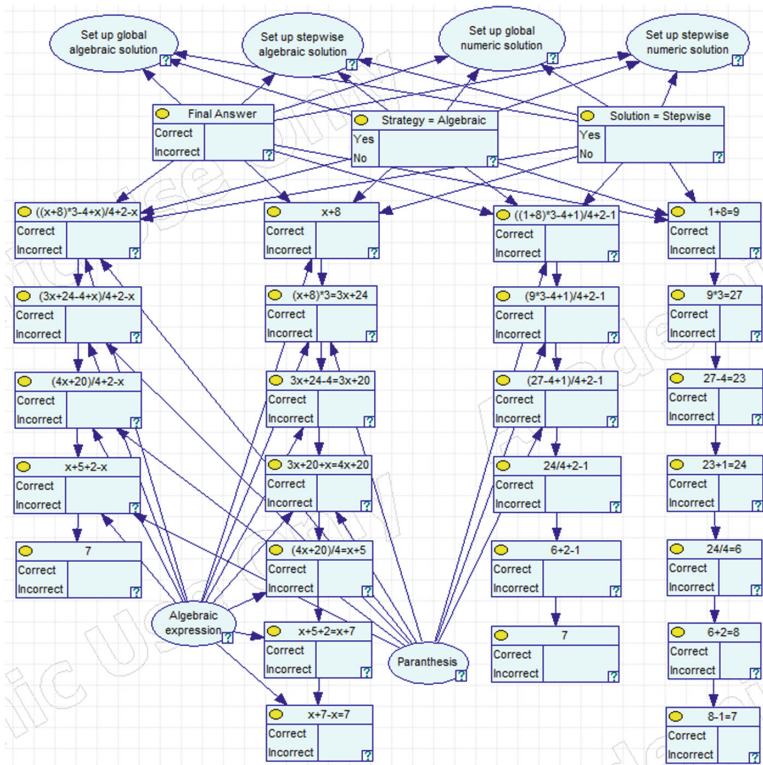 Set up global
algebraic solution
?
Set up stepwise
algebraic solution
?
Set up global
numeric solution
?
Set up stepwise
numeric solution
?
Final Answer
Correct
Incorrect
?
Strategy = Algebraic
Yes
No
?
Solution = Stepwise
Yes
No
?
((x+8)*3-4+x)/4+2-x
Correct
Incorrect
?
x+8
Correct
Incorrect
?
((1+8)*3-4+1)/4+2-1
Correct
Incorrect
?
1+8=9
Correct
Incorrect
?
(3x+24-4+x)/4+2-x
Correct
Incorrect
?
(x+8)*3=3x+24
Correct
Incorrect
?
(9*3-4+1)/4+2-1
Correct
Incorrect
?
9*3=27
Correct
Incorrect
?
(4x+20)/4+2-x
Correct
Incorrect
?
3x+24-4=3x+20
Correct
Incorrect
?
(27-4+1)/4+2-1
Correct
Incorrect
?
27-4=23
Correct
Incorrect
?
x+5+2-x
Correct
Incorrect
?
3x+20+x=4x+20
Correct
Incorrect
?
24/4+2-1
Correct
Incorrect
?
23+1=24
Correct
Incorrect
?
7
Correct
Incorrect
?
(4x+20)/4=x+5
Correct
Incorrect
?
6+2-1
Correct
Incorrect
?
24/4=6
Correct
Incorrect
?
Algebraic
expression
?
x+5+2=x+7
Correct
Incorrect
?
Paranthesis
?
7
Correct
Incorrect
?
6+2=8
Correct
Incorrect
?
x+7-x=7
Correct
Incorrect
?
8-1=7
Correct
Incorrect
?